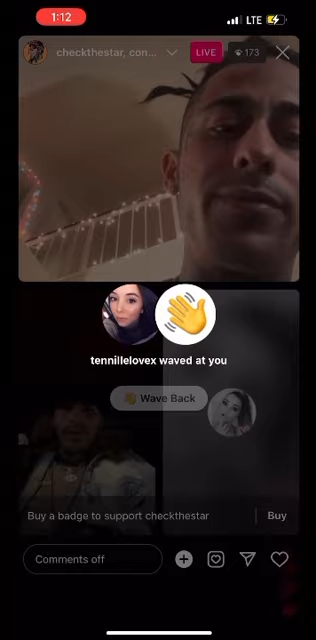 1:12
LTE
checkthestar, con...
LIVE
173
tennillelovex waved at you
Wave Back
Buy a badge to support checkthestar
Buy
Comments off